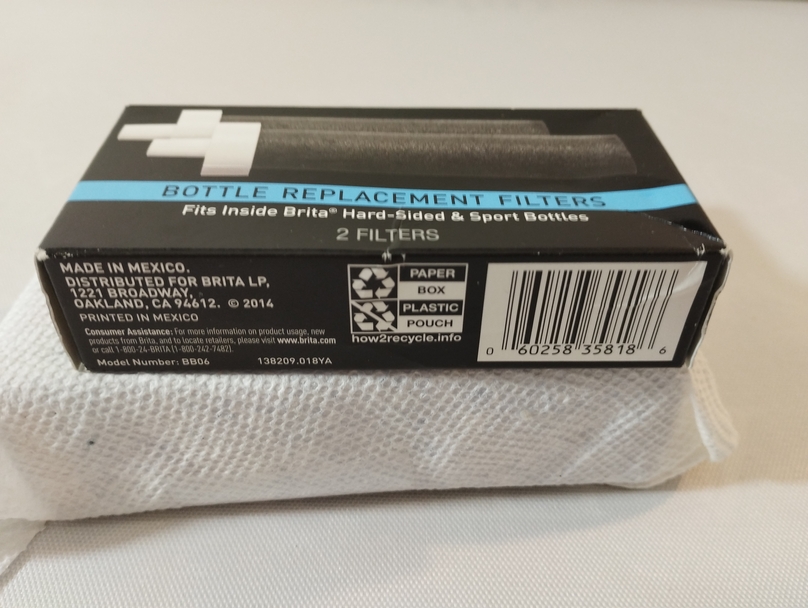 BOTTLE REPLACEMENT FILTERS
Fits Inside Brita® Hard-Sided & Sport Bottles
2 FILTERS
MADE IN MEXICO.
DISTRIBUTED FOR BRITA LP,
1221 BROADWAY,
OAKLAND, CA 94612. © 2014
PRINTED IN MEXICO
Consumer Assistance: For more information on product usage, new
products from Brita, and to locate retailers, please visit www.brita.com
or call 1-800-24-BRITA (1-800-242-7482).
Model Number: BB06 138209.018YA
PAPER
BOX
PLASTIC
POUCH
how2recycle.info
0 60258 35818 6